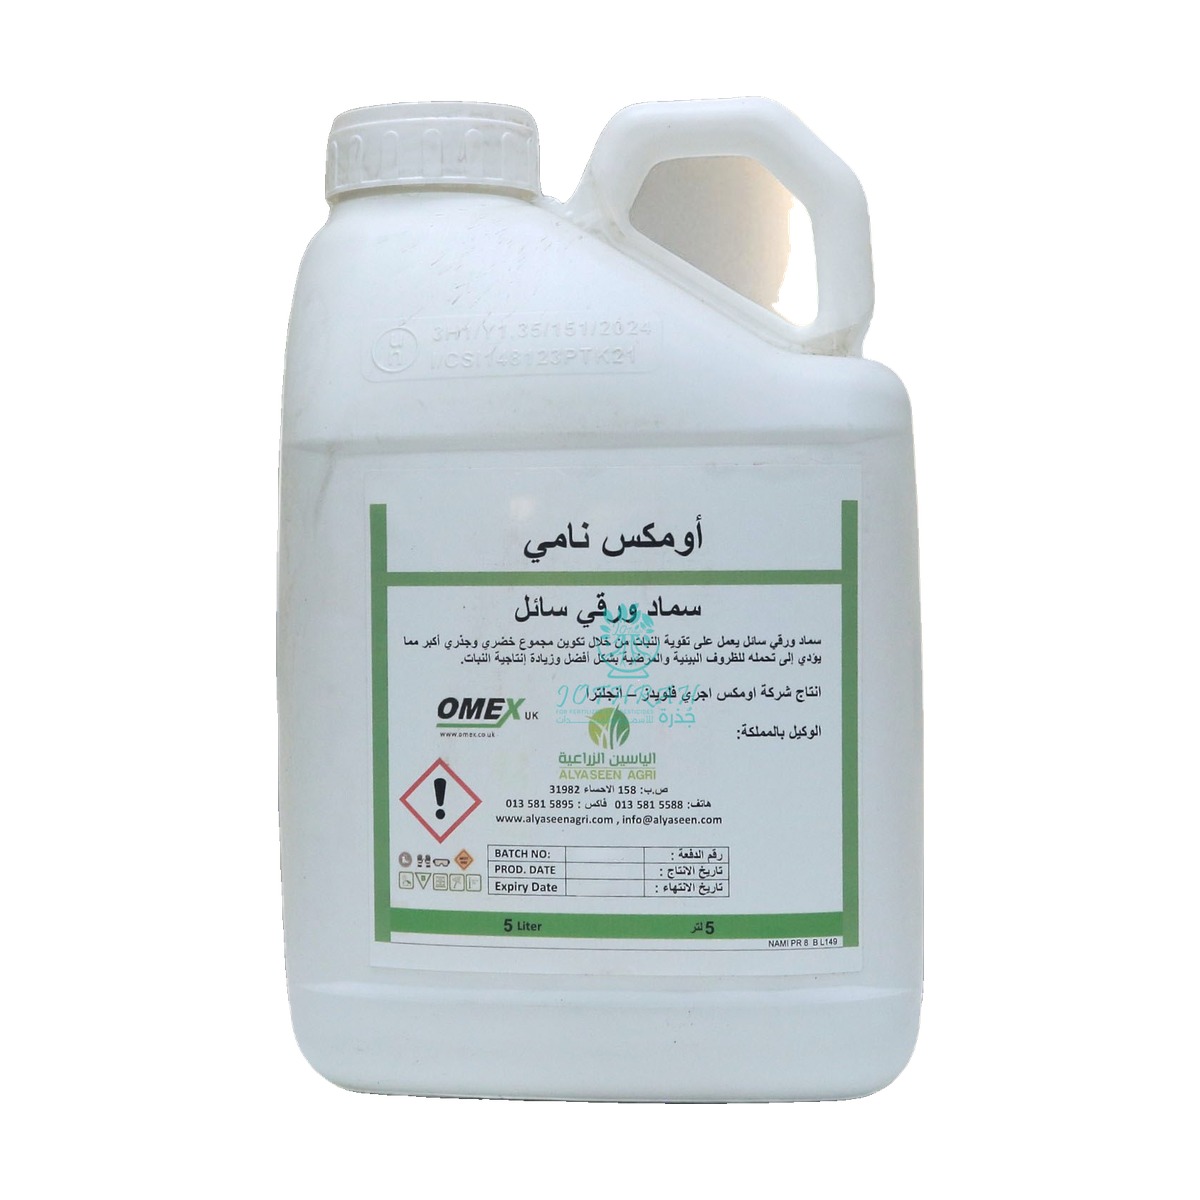 3H1/Y1.35/151/2024
I/CS/148123PTK21
أومكس نامي
سماد ورقي سائل
سماد ورقي سائل يعمل على تقوية النبات من خلال تكوين مجموع خضري وجذري أكبر مما
يؤدي إلى تحمله للظروف البيئية والمرضية بشكل أفضل وزيادة إنتاجية النبات.
انتاج شركة اومكس اجري فلويدز – انجلترا
JOTHRAH
جُذرة
OMEX UK
www.omex.co.uk
الوكيل بالمملكة:
الياسين الزراعية
ALYASEEN AGRI
ص.ب: 158 الاحساء 31982
هاتف: 5588 581 013 فاكس : 5895 581 013
www.alyaseenagri.com , info@alyaseen.com
BATCH NO: رقم الدفعة :
PROD. DATE تاريخ الانتاج :
Expiry Date تاريخ الانتهاء :
5 Liter 5 لتر
NAMI PR 8 B L149